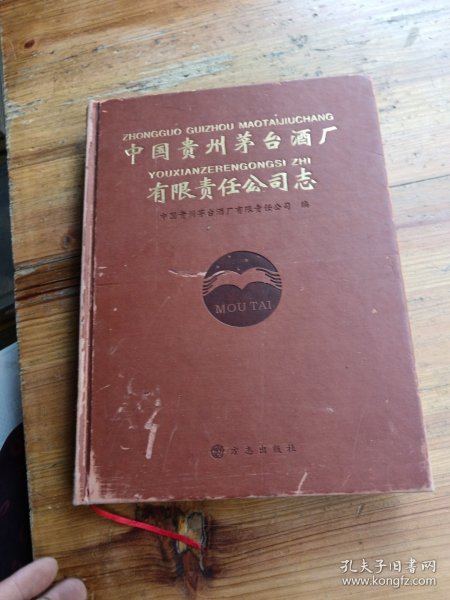 ZHONGGUO GUIZHOU MAOTAIJIUCHANG
中国贵州茅台酒厂
YOUXIANZERENGONGSI ZHI
有限责任公司志
中国贵州茅台酒厂有限责任公司 编
MOU TAI
方志出版社
孔夫子旧书网
www.kongfz.com